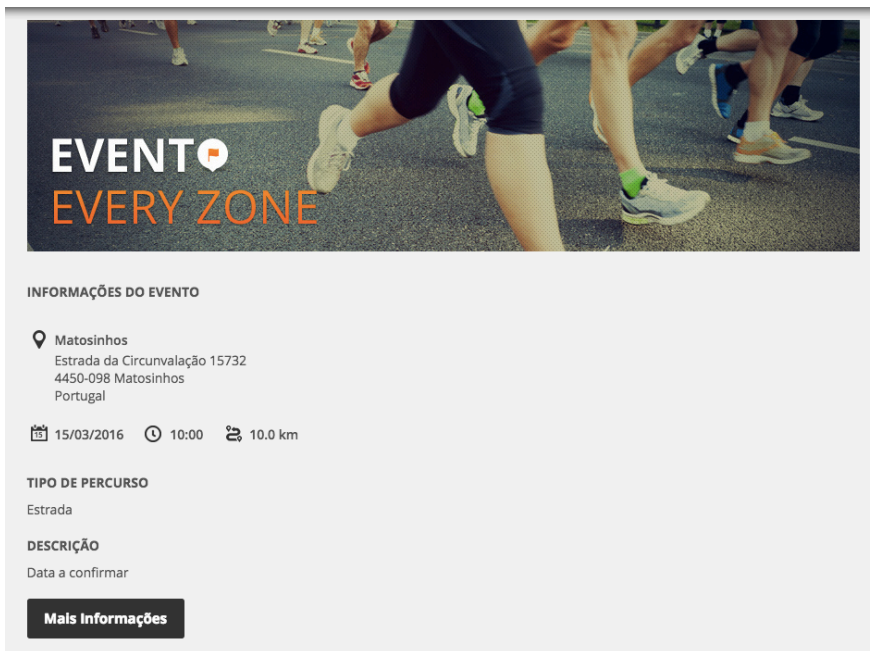 EVENTO
EVERY ZONE
INFORMAÇÕES DO EVENTO
Matosinhos
Estrada da Circunvalação 15732
4450-098 Matosinhos
Portugal
15 15/03/2016 10:00 10.0 km
TIPO DE PERCURSO
Estrada
DESCRIÇÃO
Data a confirmar
Mais Informações